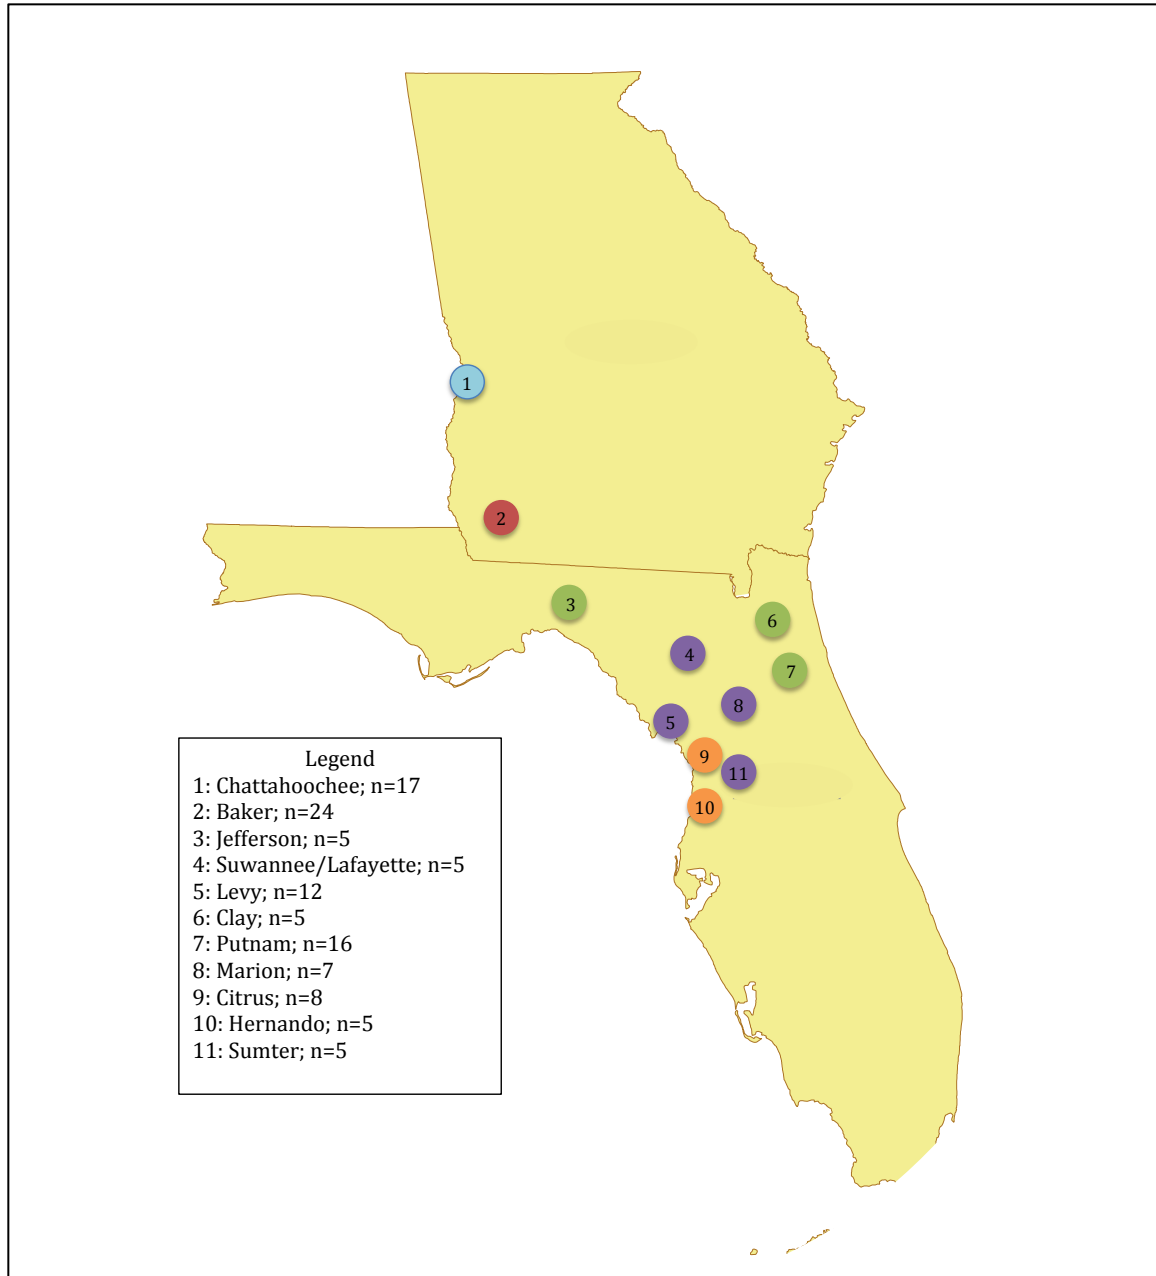 1
2
3
6
4
7
8
5
9
11
10
Legend
1: Chattahoochee; n=17
2: Baker; n=24
3: Jefferson; n=5
4: Suwannee/Lafayette; n=5
5: Levy; n=12
6: Clay; n=5
7: Putnam; n=16
8: Marion; n=7
9: Citrus; n=8
10: Hernando; n=5
11: Sumter; n=5